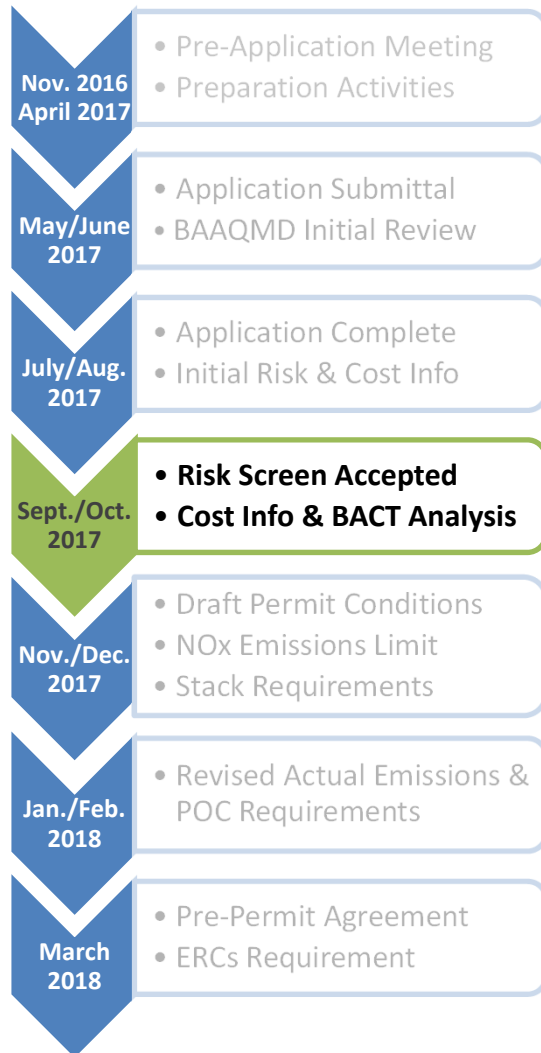 Nov. 2016
April 2017
• Pre-Application Meeting
• Preparation Activities
May/June
2017
• Application Submittal
• BAAQMD Initial Review
July/Aug.
2017
• Application Complete
• Initial Risk & Cost Info
Sept./Oct.
2017
• Risk Screen Accepted
• Cost Info & BACT Analysis
Nov./Dec.
2017
• Draft Permit Conditions
• NOx Emissions Limit
• Stack Requirements
Jan./Feb.
2018
• Revised Actual Emissions &
POC Requirements
March
2018
• Pre-Permit Agreement
• ERCs Requirement